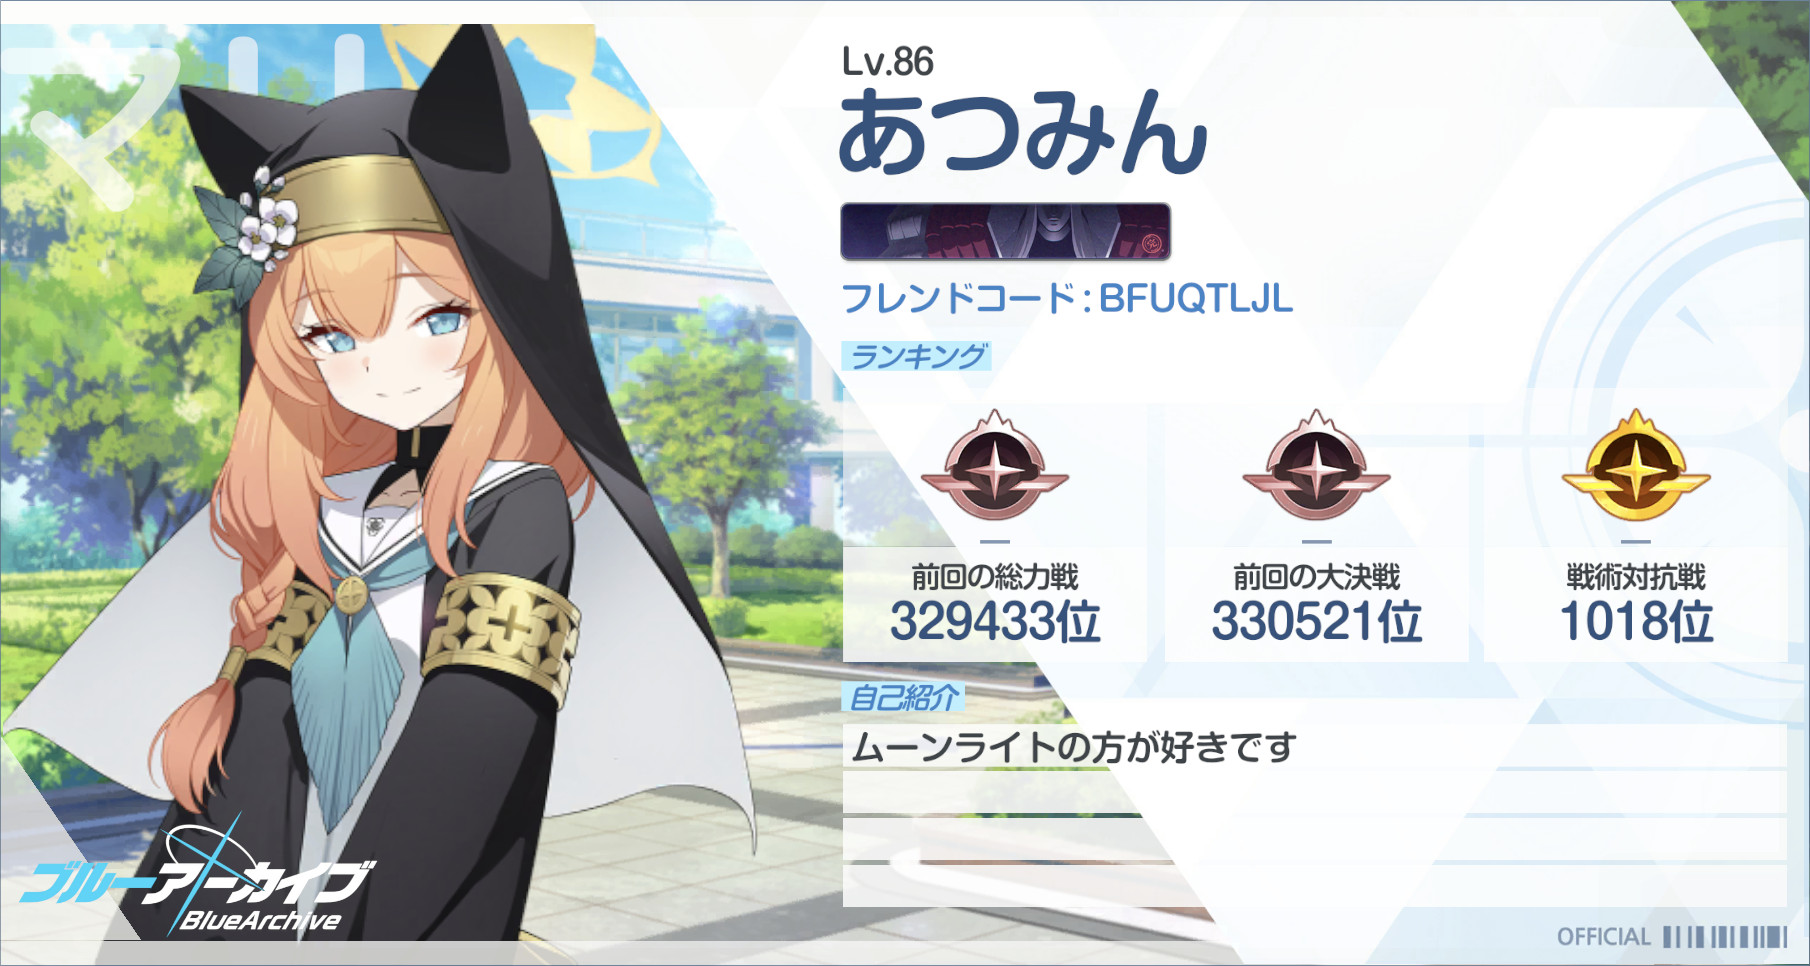 マリー
Lv.86
あつみん
フレンドコード : BFUQTLJL
ランキング
前回の総力戦
329433位
前回の大決戦
330521位
戦術対抗戦
1018位
自己紹介
ムーンライトの方が好きです
ブルーアーカイブ
BlueArchive
OFFICIAL